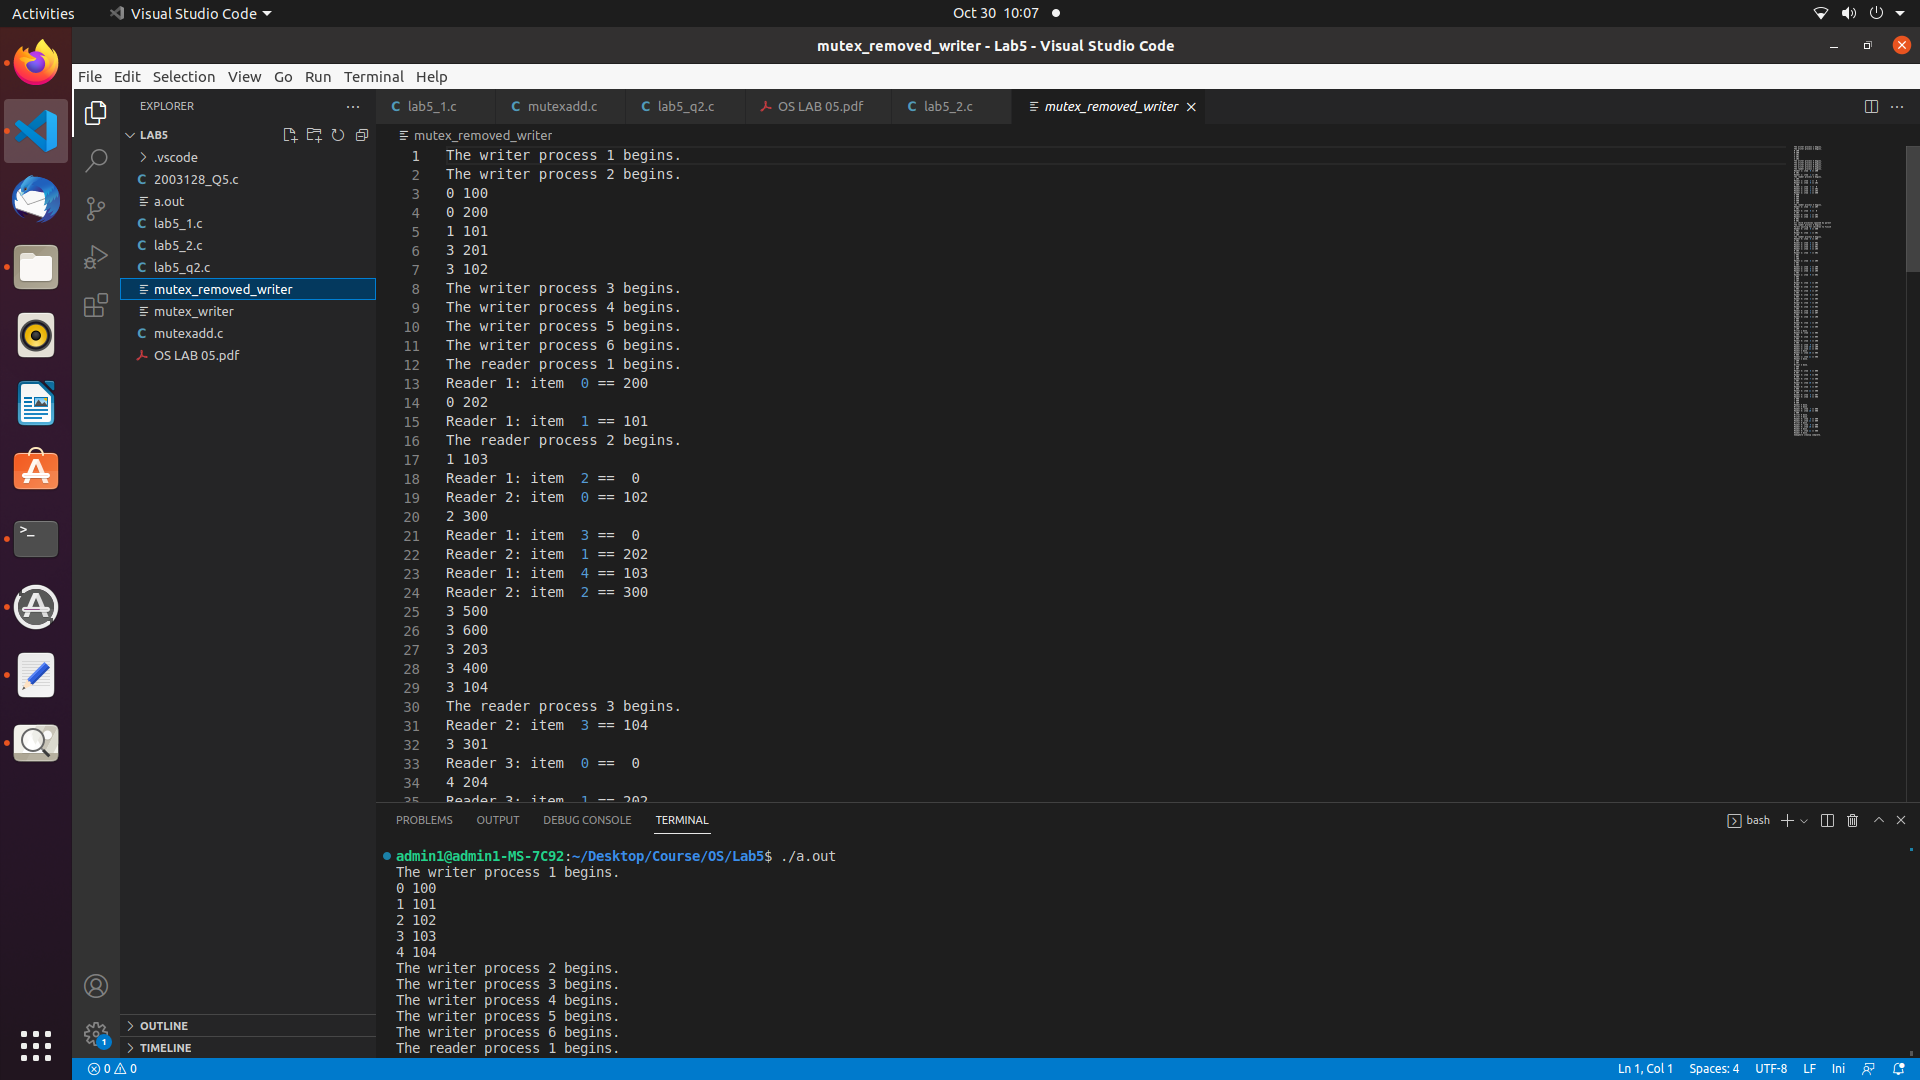 Activities
Visual Studio Code
Oct 30 10:07
mutex_removed_writer - Lab5 - Visual Studio Code
File Edit Selection View Go Run Terminal Help
EXPLORER
LAB5
.vscode
C 2003128_Q5.c
a.out
C lab5_1.c
C lab5_2.c
C lab5_q2.c
mutex_removed_writer
mutex_writer
C mutexadd.c
OS LAB 05.pdf
OUTLINE
TIMELINE
C lab5_1.c C mutexadd.c C lab5_q2.c OS LAB 05.pdf C lab5_2.c mutex_removed_writer
mutex_removed_writer
1 The writer process 1 begins.
2 The writer process 2 begins.
3 0 100
4 0 200
5 1 101
6 3 201
7 3 102
8 The writer process 3 begins.
9 The writer process 4 begins.
10 The writer process 5 begins.
11 The writer process 6 begins.
12 The reader process 1 begins.
13 Reader 1: item  0 == 200
14 0 202
15 Reader 1: item  1 == 101
16 The reader process 2 begins.
17 1 103
18 Reader 1: item  2 ==  0
19 Reader 2: item  0 == 102
20 2 300
21 Reader 1: item  3 ==  0
22 Reader 2: item  1 == 202
23 Reader 1: item  4 == 103
24 Reader 2: item  2 == 300
25 3 500
26 3 600
27 3 203
28 3 400
29 3 104
30 The reader process 3 begins.
31 Reader 2: item  3 == 104
32 3 301
33 Reader 3: item  0 ==  0
34 4 204
35 Reader 3: item  1 == 202
PROBLEMS OUTPUT DEBUG CONSOLE TERMINAL
bash
admin1@admin1-MS-7C92:~/Desktop/Course/OS/Lab5$ ./a.out
The writer process 1 begins.
0 100
1 101
2 102
3 103
4 104
The writer process 2 begins.
The writer process 3 begins.
The writer process 4 begins.
The writer process 5 begins.
The writer process 6 begins.
The reader process 1 begins.
1
0 0
Ln 1, Col 1 Spaces: 4 UTF-8 LF Ini